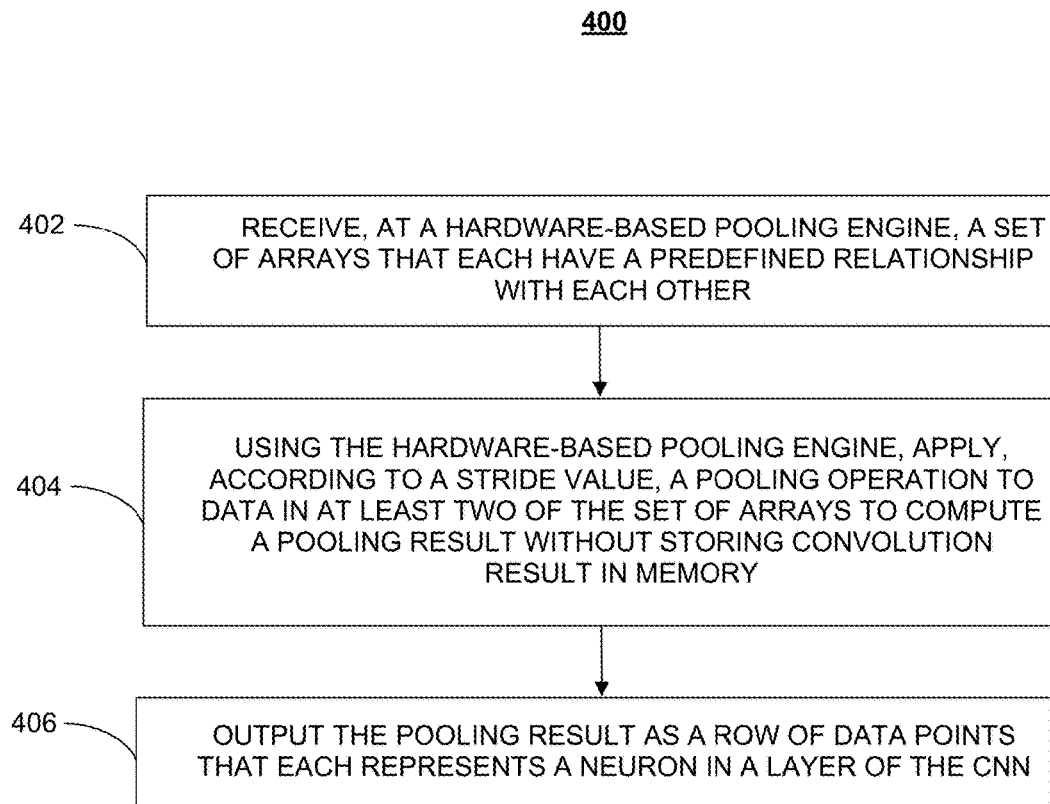 400
402
RECEIVE, AT A HARDWARE-BASED POOLING ENGINE, A SET
OF ARRAYS THAT EACH HAVE A PREDEFINED RELATIONSHIP
WITH EACH OTHER
404
USING THE HARDWARE-BASED POOLING ENGINE, APPLY,
ACCORDING TO A STRIDE VALUE, A POOLING OPERATION TO
DATA IN AT LEAST TWO OF THE SET OF ARRAYS TO COMPUTE
A POOLING RESULT WITHOUT STORING CONVOLUTION
RESULT IN MEMORY
406
OUTPUT THE POOLING RESULT AS A ROW OF DATA POINTS
THAT EACH REPRESENTS A NEURON IN A LAYER OF THE CNN